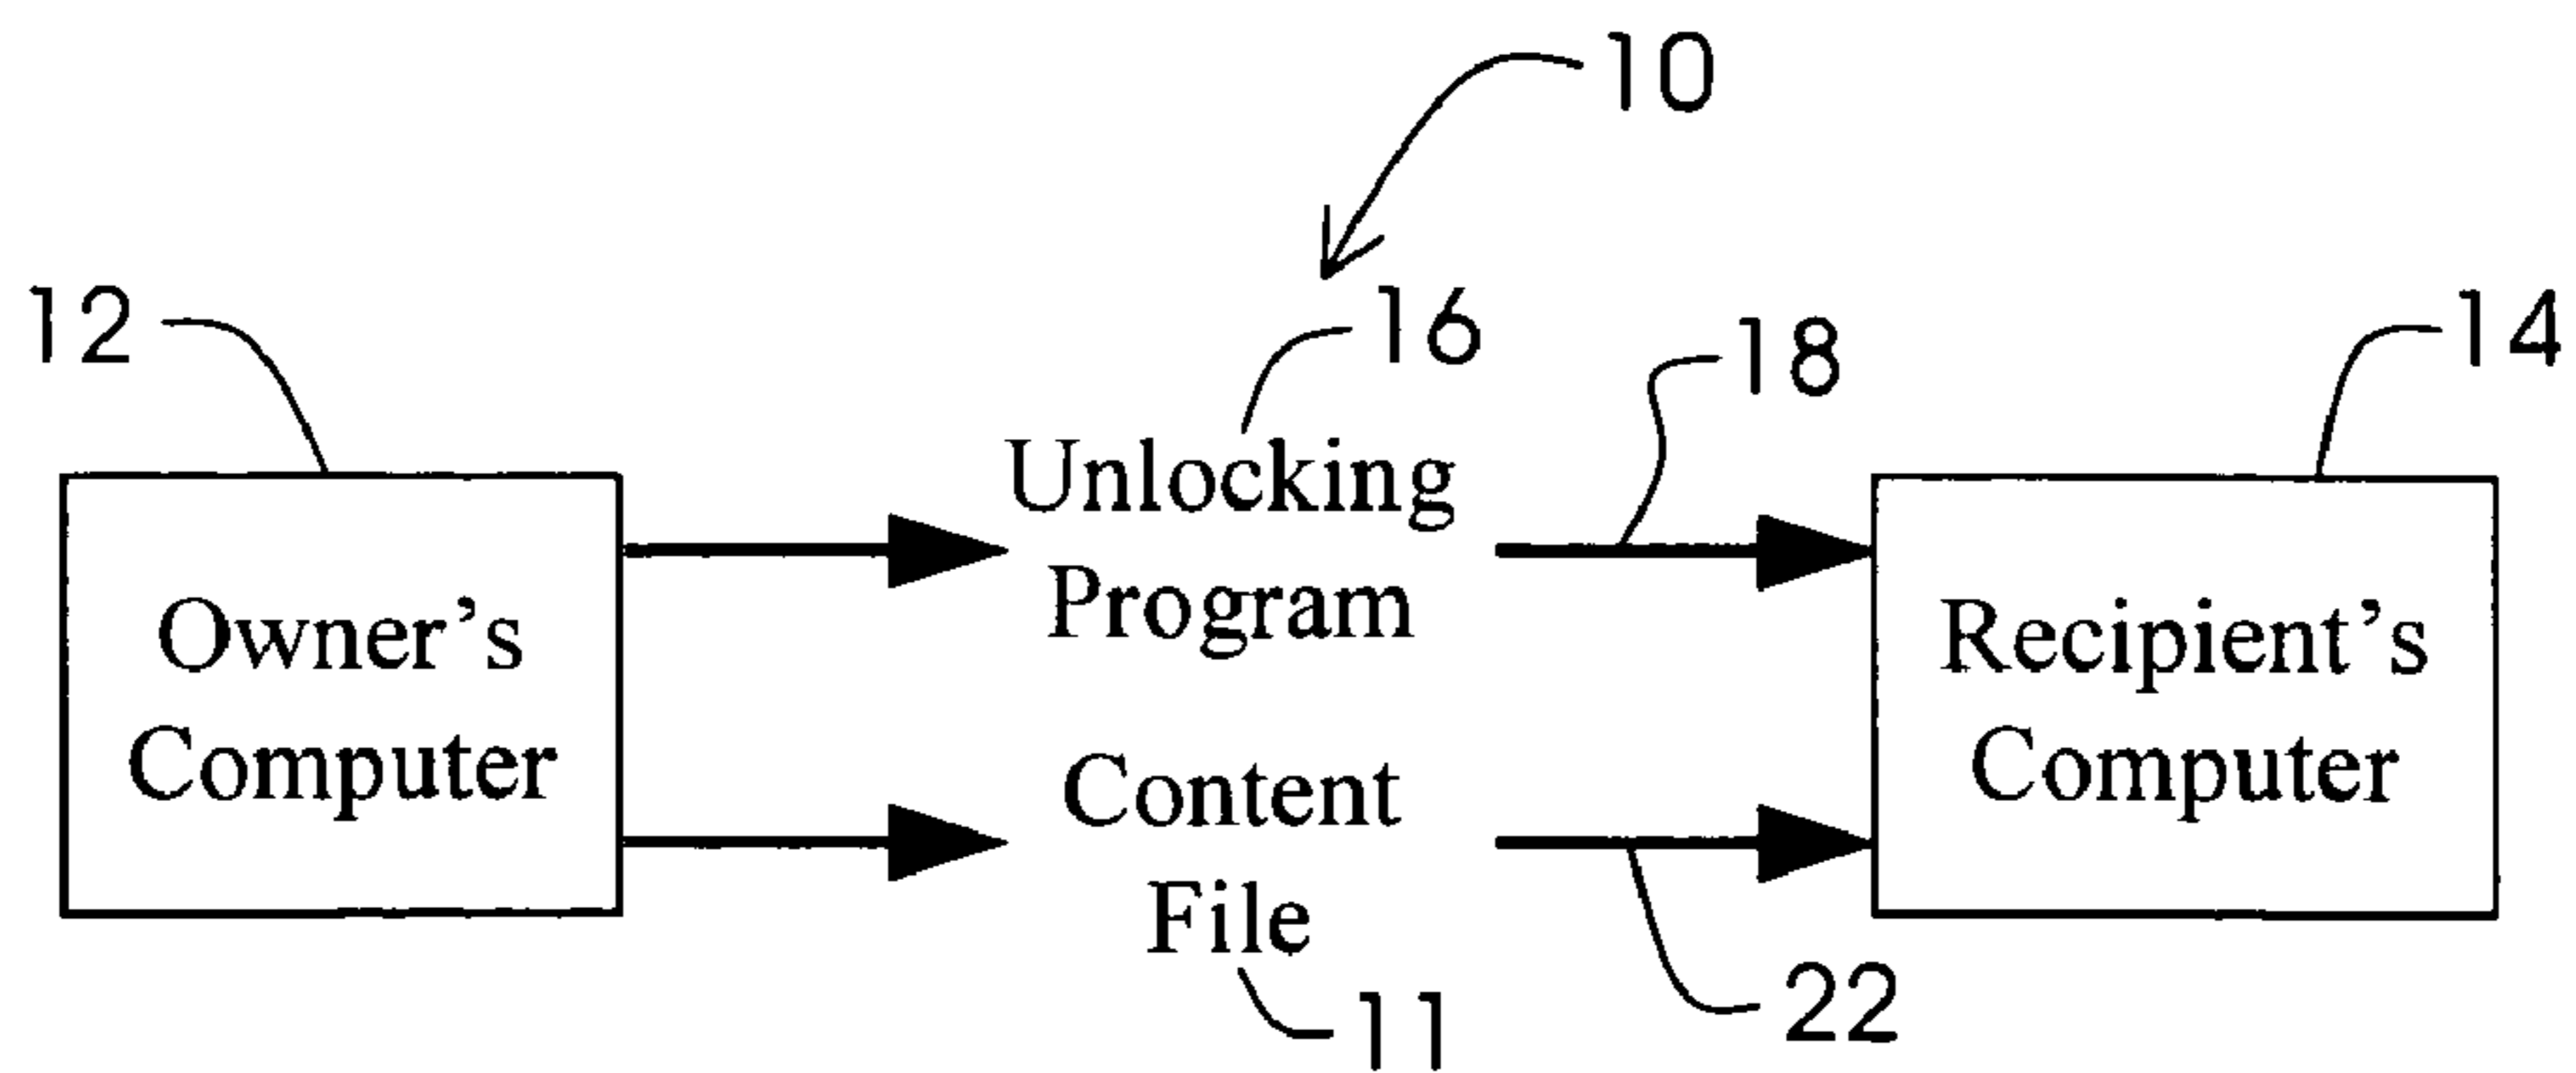 10
12
16
18
14
Unlocking
Program
Owner's
Computer
Recipient's
Computer
Content
File
11
22